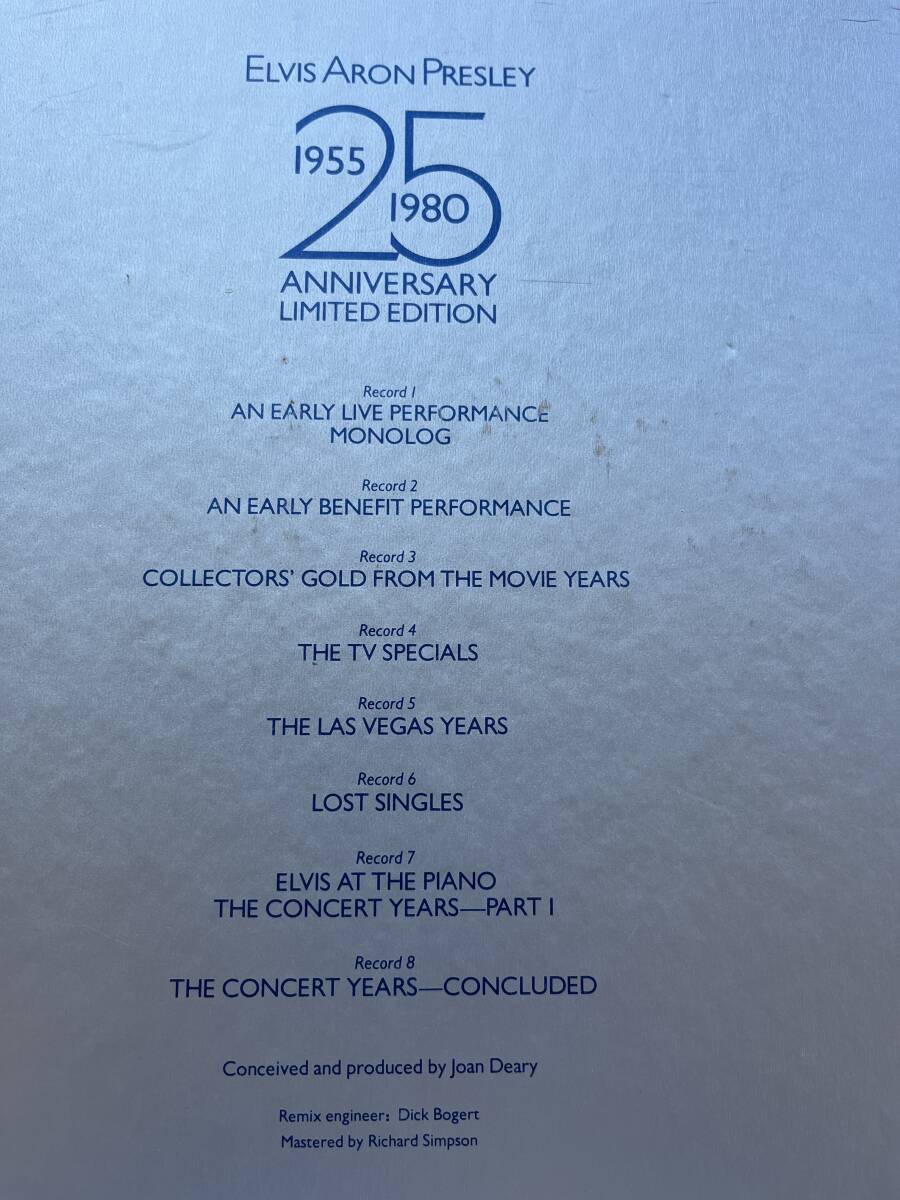 ELVIS ARON PRESLEY
25
1955
1980
ANNIVERSARY
LIMITED EDITION
Record 1
AN EARLY LIVE PERFORMANCE
MONOLOG
Record 2
AN EARLY BENEFIT PERFORMANCE
Record 3
COLLECTORS' GOLD FROM THE MOVIE YEARS
Record 4
THE TV SPECIALS
Record 5
THE LAS VEGAS YEARS
Record 6
LOST SINGLES
Record 7
ELVIS AT THE PIANO
THE CONCERT YEARS—PART I
Record 8
THE CONCERT YEARS—CONCLUDED
Conceived and produced by Joan Deary
Remix engineer: Dick Bogert
Mastered by Richard Simpson